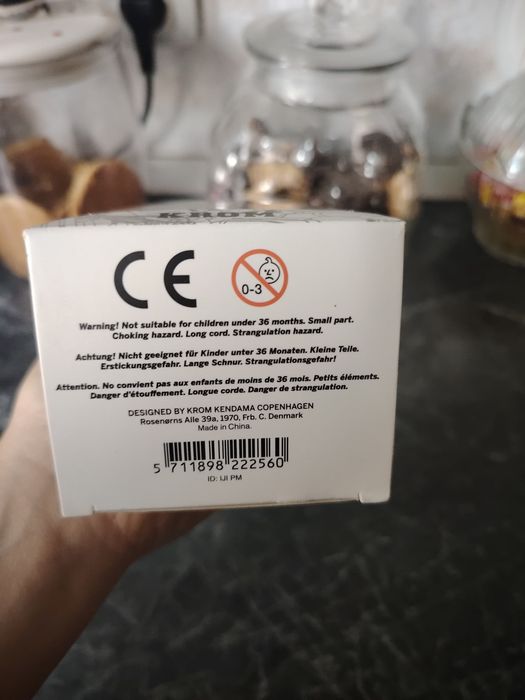 KROM
CE
0-3
Warning! Not suitable for children under 36 months. Small part.
Choking hazard. Long cord. Strangulation hazard.
Achtung! Nicht geeignet für Kinder unter 36 Monaten. Kleine Teile.
Erstickungsgefahr. Lange Schnur. Strangulationsgefahr!
Attention. No convient pas aux enfants de moins de 36 mois. Petits éléments.
Danger d'étouffement. Longue corde. Danger de strangulation.
DESIGNED BY KROM KENDAMA COPENHAGEN
Rosenørns Alle 39a, 1970, Frb. C. Denmark
Made in China.
5 711898 222560
ID: IJI PM